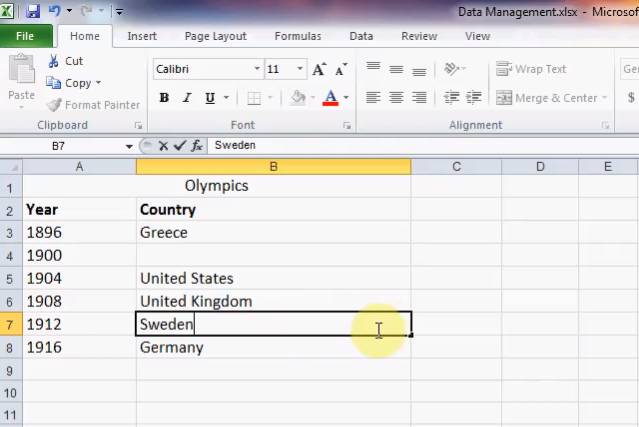 Data Management.xlsx - Microsof
File Home Insert Page Layout Formulas Data Review View
Cut
Copy
Format Painter
Paste
Calibri 11 A A
B I U A
Wrap Text
Merge & Center
Gen
$
Clipboard Font Alignment
B7 fx Sweden
A B C D E
1 Olympics
2 Year Country
3 1896 Greece
4 1900
5 1904 United States
6 1908 United Kingdom
7 1912 Sweden
8 1916 Germany
9
10
11